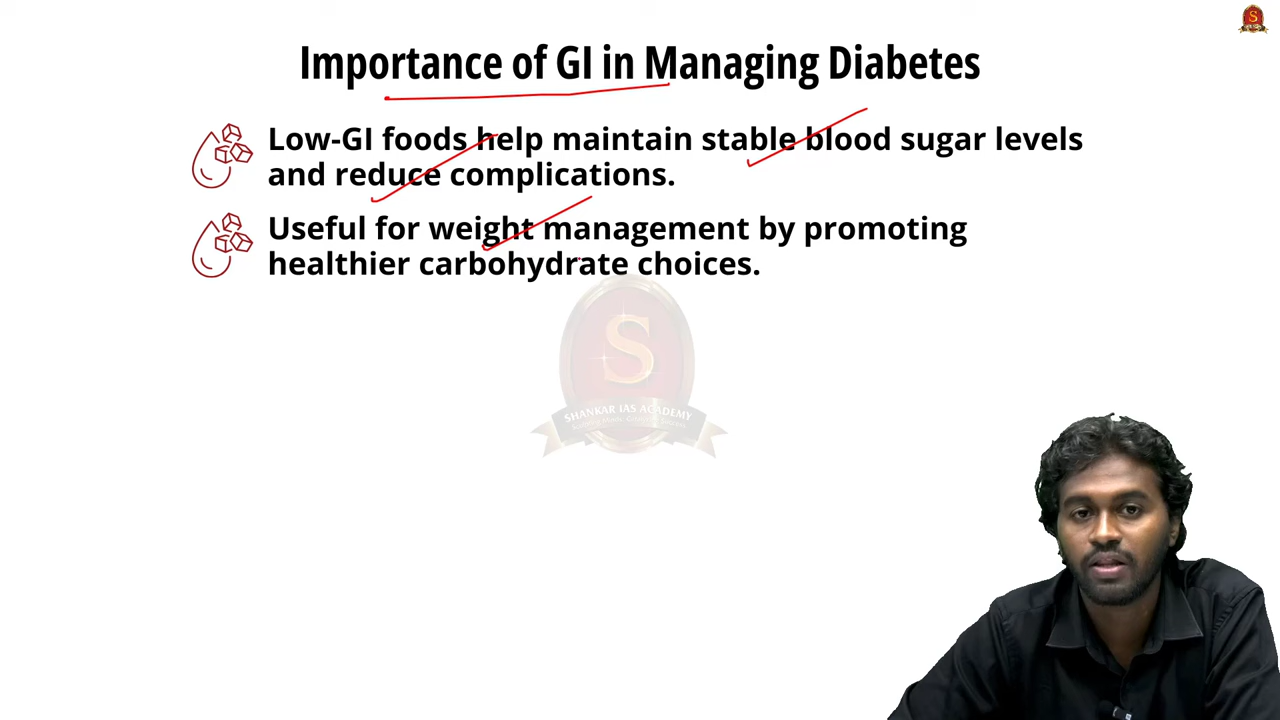 Importance of GI in Managing Diabetes
Low-GI foods help maintain stable blood sugar levels
and reduce complications.
Useful for weight management by promoting
healthier carbohydrate choices.
S
SHANKAR IAS ACADEMY